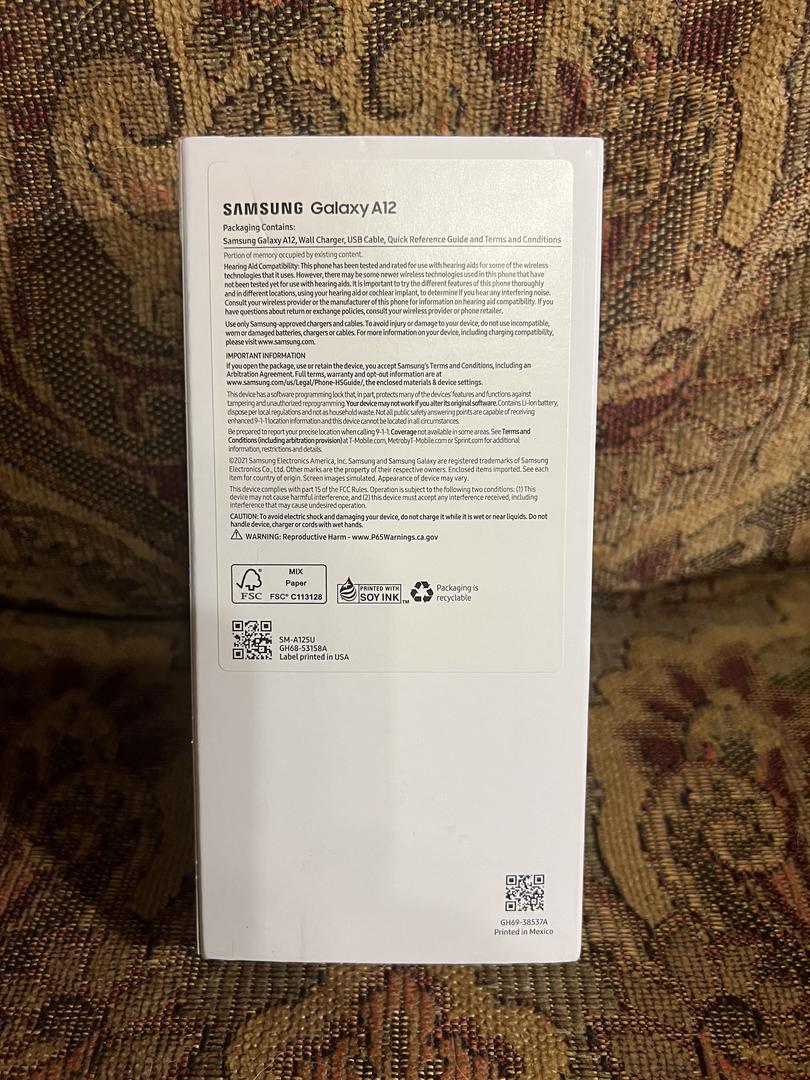 SAMSUNG Galaxy A12
Packaging Contains:
Samsung Galaxy A12, Wall Charger, USB Cable, Quick Reference Guide and Terms and Conditions
Portion of memory occupied by existing content.
Hearing Aid Compatibility: This phone has been tested and rated for use with hearing aids for some of the wireless
technologies that it uses. However, there may be some newer wireless technologies used in this phone that have
not been tested yet for use with hearing aids. It is important to try the different features of this phone thoroughly
and in different locations, using your hearing aid or cochlear implant, to determine if you hear any interfering noise.
Consult your wireless provider or the manufacturer of this phone for information on hearing aid compatibility. If you
have questions about return or exchange policies, consult your wireless provider or phone retailer.
Use only Samsung-approved chargers and cables. To avoid injury or damage to your device, do not use incompatible,
worn or damaged batteries, chargers or cables. For more information on your device, including charging compatibility,
please visit www.samsung.com.
IMPORTANT INFORMATION
If you open the package, use or retain the device, you accept Samsung's Terms and Conditions, including an
Arbitration Agreement. Full terms, warranty and opt-out information are at
www.samsung.com/us/Legal/Phone-HSGuide/, the enclosed materials & device settings.
This device has a software programming lock that, in part, protects many of the devices' features and functions against
tampering and unauthorized reprogramming. Your device may not work if you alter its original software. Contains Li-Ion battery,
dispose per local regulations and not as household waste. Not all public safety answering points are capable of receiving
enhanced 9-1-1 location information and this device cannot be located in all circumstances.
Be prepared to report your precise location when calling 9-1-1. Coverage not available in some areas. See Terms and
Conditions (including arbitration provision) at T-Mobile.com, MetrobyT-Mobile.com or Sprint.com for additional
information, restrictions and details.
©2021 Samsung Electronics America, Inc. Samsung and Samsung Galaxy are registered trademarks of Samsung
Electronics Co., Ltd. Other marks are the property of their respective owners. Enclosed items imported. See each
item for country of origin. Screen images simulated. Appearance of device may vary.
This device complies with part 15 of the FCC Rules. Operation is subject to the following two conditions: (1) This
device may not cause harmful interference, and (2) this device must accept any interference received, including
interference that may cause undesired operation.
CAUTION: To avoid electric shock and damaging your device, do not charge it while it is wet or near liquids. Do not
handle device, charger or cords with wet hands.
WARNING: Reproductive Harm - www.P65Warnings.ca.gov
MIX
Paper
FSC FSC® C113128
PRINTED WITH
SOY INK™
Packaging is
recyclable
SM-A125U
GH68-53158A
Label printed in USA
GH69-38537A
Printed in Mexico